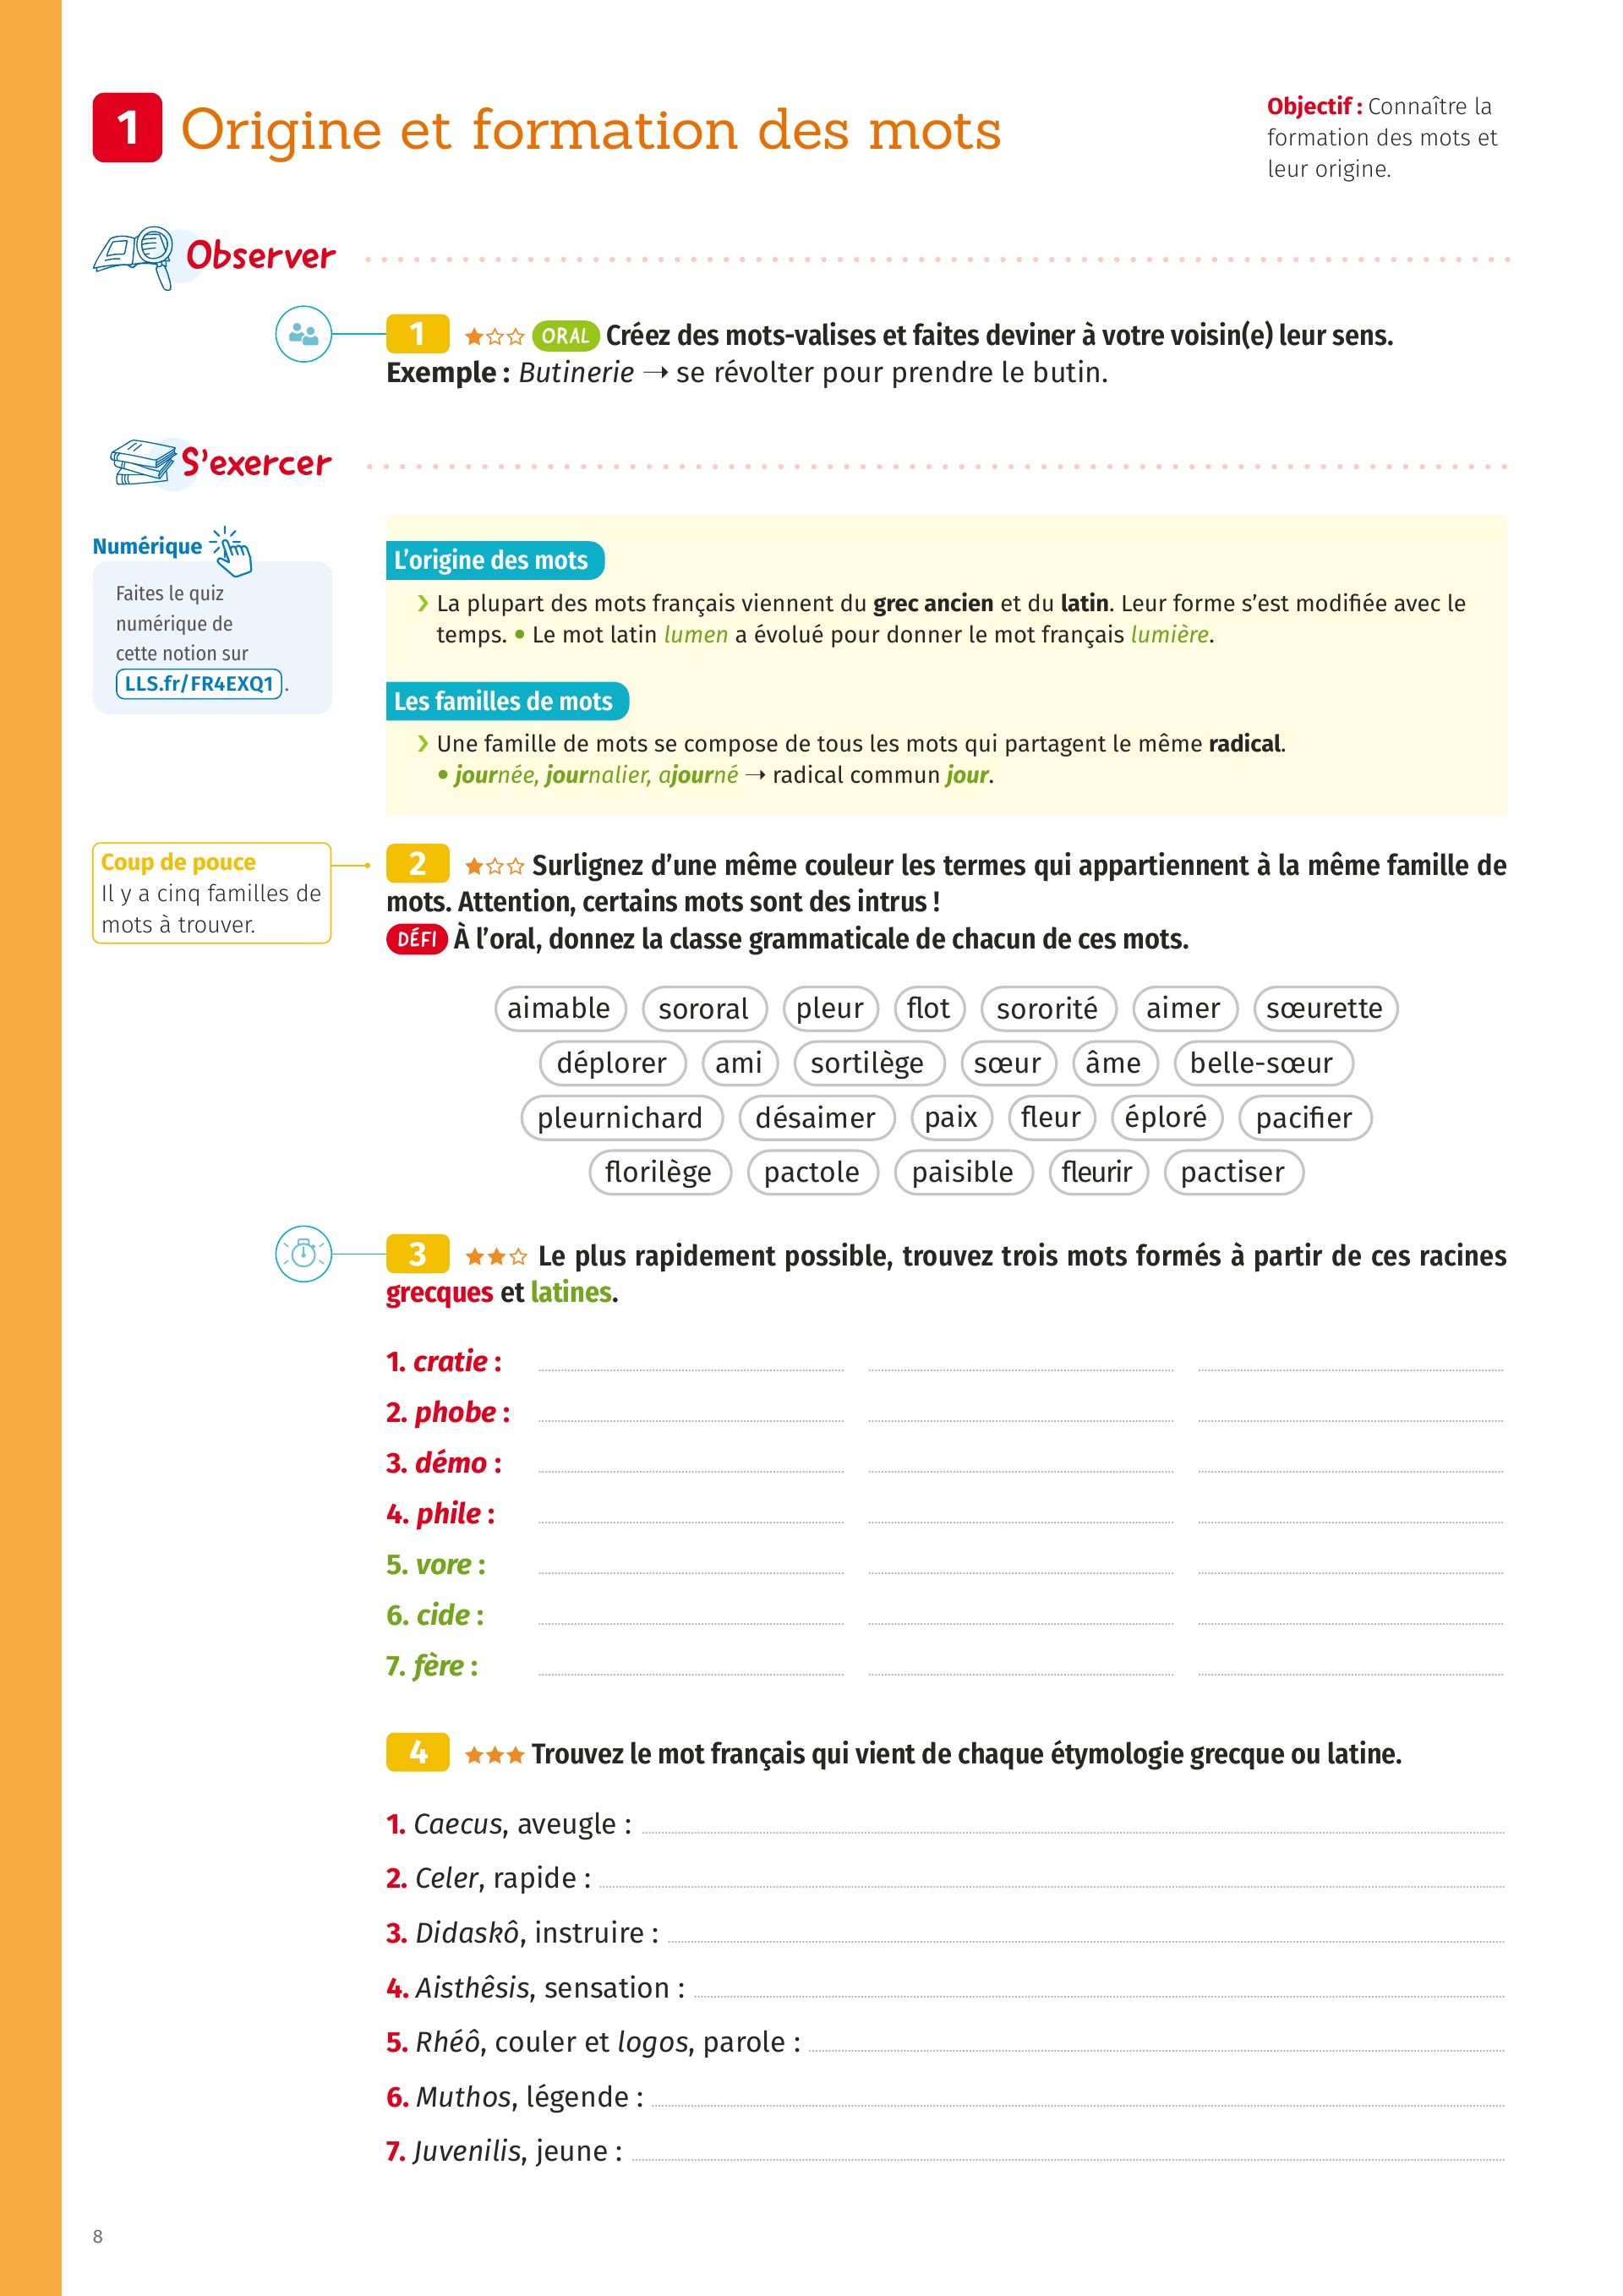 1 Origine et formation des mots
Objectif : Connaître la
formation des mots et
leur origine.
Observer
1 ORAL Créez des mots-valises et faites deviner à votre voisin(e) leur sens.
Exemple : Butinerie → se révolter pour prendre le butin.
S'exercer
Numérique
Faites le quiz
numérique de
cette notion sur
LLS.fr/FR4EXQ1.
L'origine des mots
› La plupart des mots français viennent du grec ancien et du latin. Leur forme s'est modifiée avec le
temps. • Le mot latin lumen a évolué pour donner le mot français lumière.
Les familles de mots
› Une famille de mots se compose de tous les mots qui partagent le même radical.
• journée, journalier, ajourné → radical commun jour.
Coup de pouce
Il y a cinq familles de
mots à trouver.
2 ★☆☆ Surlignez d'une même couleur les termes qui appartiennent à la même famille de
mots. Attention, certains mots sont des intrus !
DÉFI À l'oral, donnez la classe grammaticale de chacun de ces mots.
aimable sororal pleur flot sororité aimer sœurette
déplorer ami sortilège sœur âme belle-sœur
pleurnichard désaimer paix fleur éploré pacifier
florilège pactole paisible fleurir pactiser
3 ★★☆ Le plus rapidement possible, trouvez trois mots formés à partir de ces racines
grecques et latines.
1. cratie :
2. phobe :
3. démo :
4. phile :
5. vore :
6. cide :
7. fère :
4 ★★★ Trouvez le mot français qui vient de chaque étymologie grecque ou latine.
1. Caecus, aveugle :
2. Celer, rapide :
3. Didaskô, instruire :
4. Aisthêsis, sensation :
5. Rhéô, couler et logos, parole :
6. Muthos, légende :
7. Juvenilis, jeune :
8